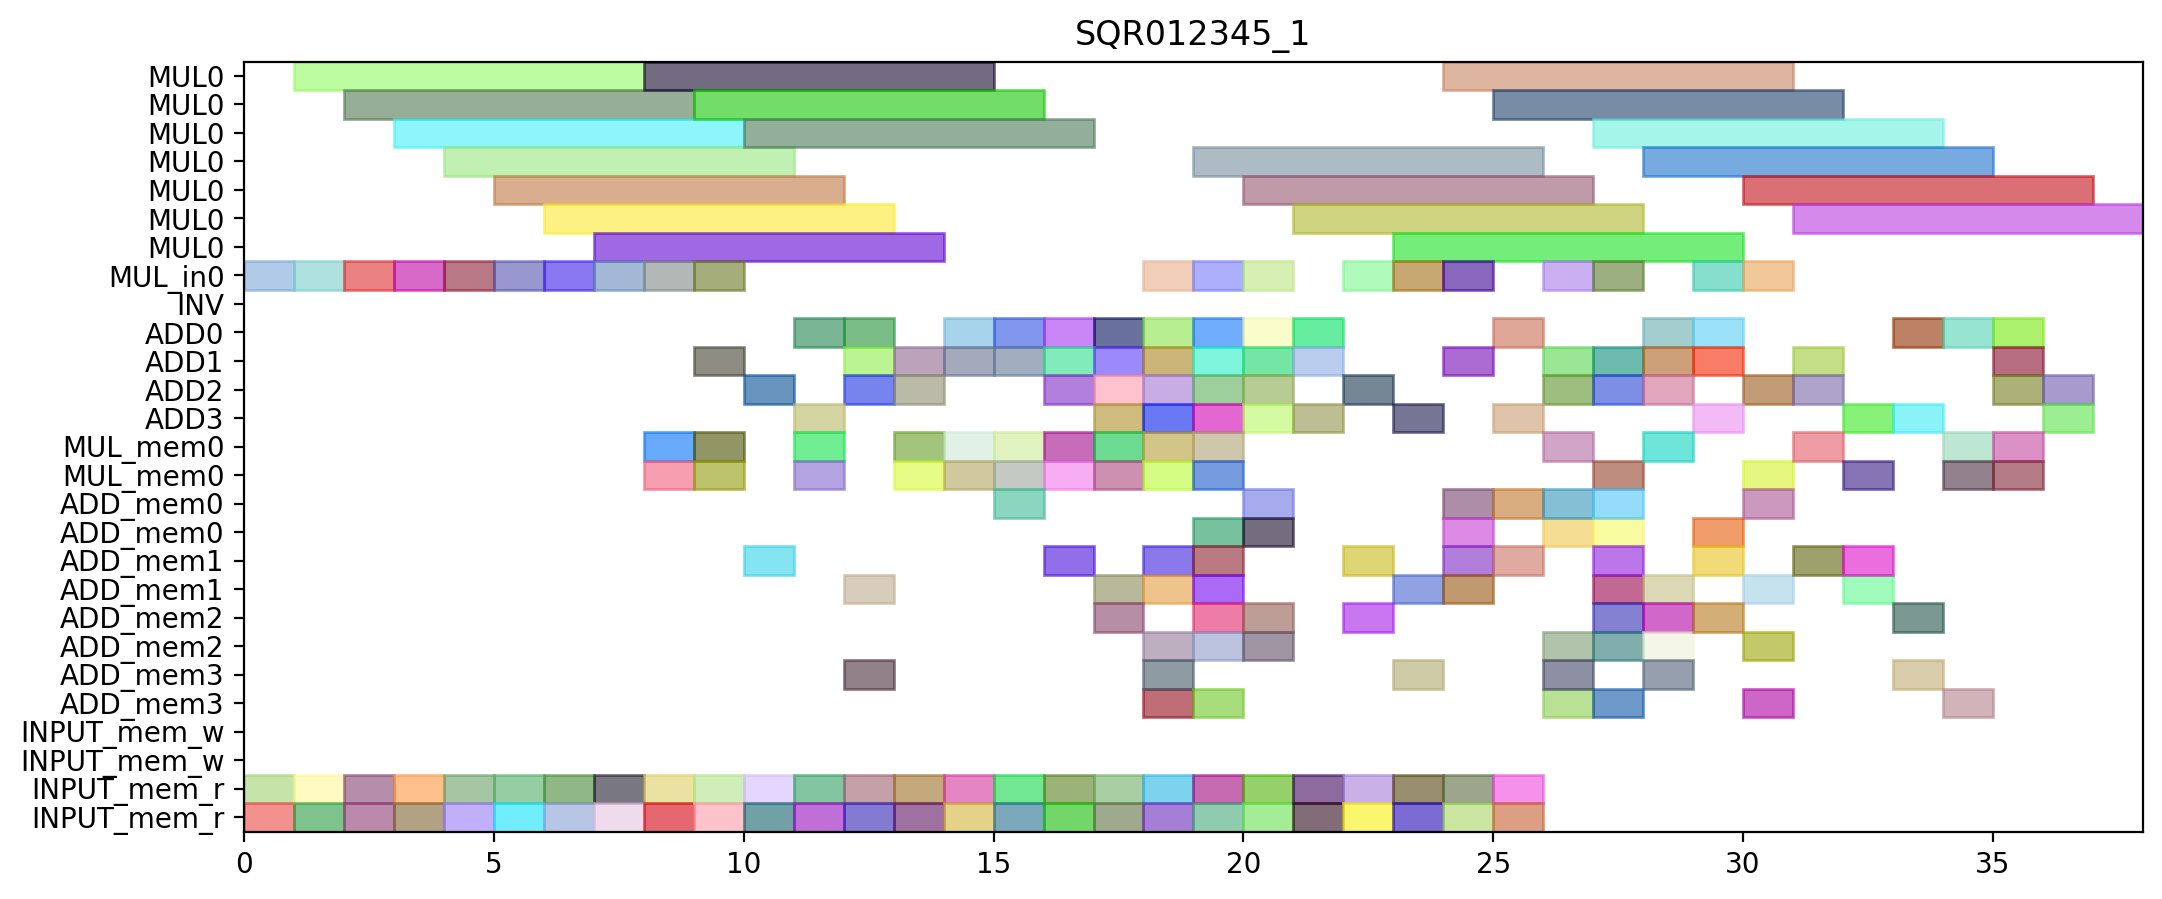 SQR012345_1
MUL0
MUL0
MUL0
MUL0
MUL0
MUL0
MUL0
MUL_in0
INV
ADD0
ADD1
ADD2
ADD3
MUL_mem0
MUL_mem0
ADD_mem0
ADD_mem0
ADD_mem1
ADD_mem1
ADD_mem2
ADD_mem2
ADD_mem3
ADD_mem3
INPUT_mem_w
INPUT_mem_w
INPUT_mem_r
INPUT_mem_r
0 5 10 15 20 25 30 35